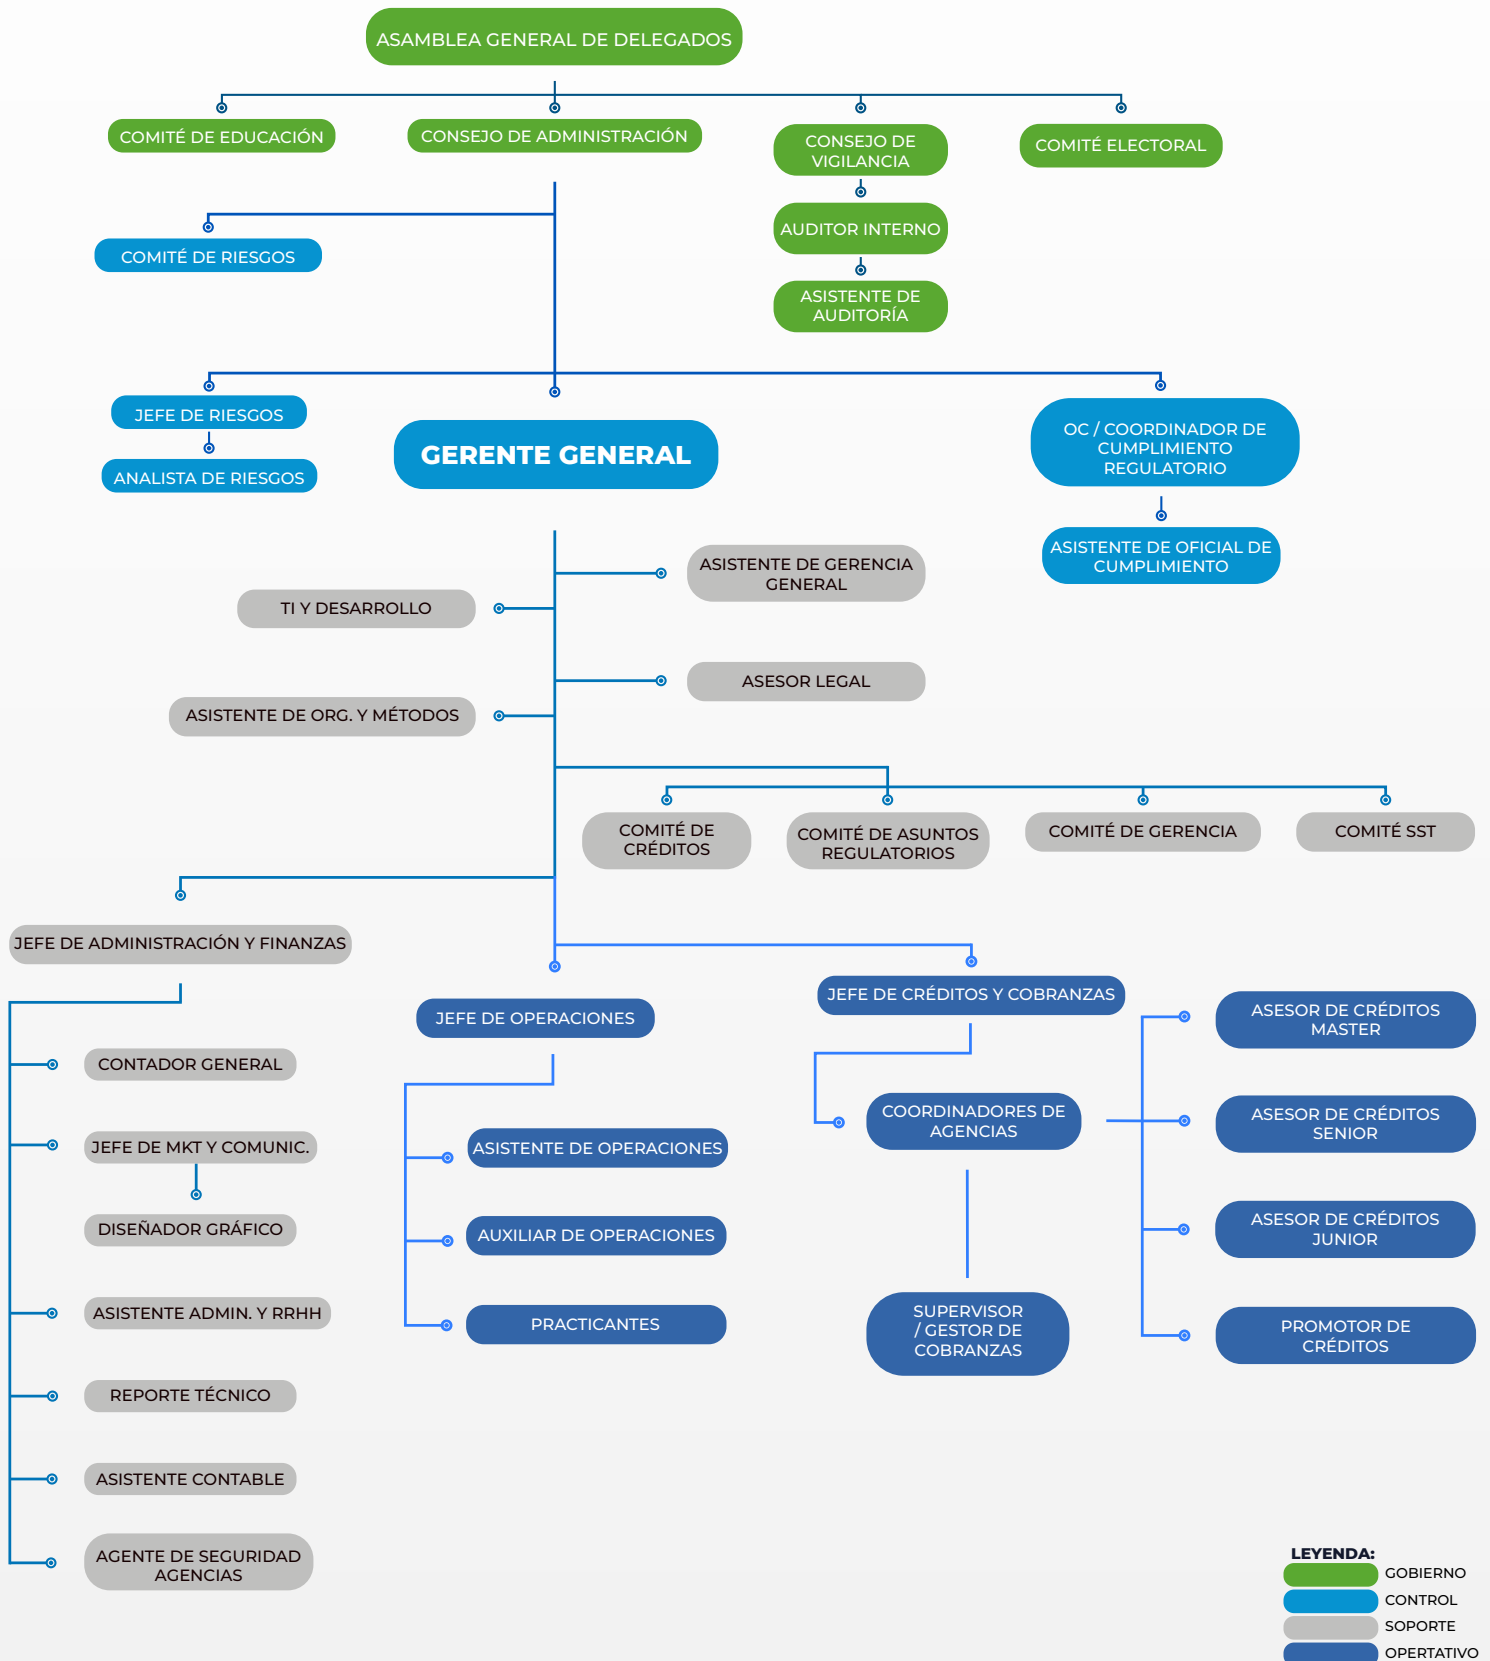 ASAMBLEA GENERAL DE DELEGADOS
COMITÉ DE EDUCACIÓN
CONSEJO DE ADMINISTRACIÓN
CONSEJO DE
VIGILANCIA
COMITÉ ELECTORAL
AUDITOR INTERNO
COMITÉ DE RIESGOS
ASISTENTE DE
AUDITORÍA
JEFE DE RIESGOS
GERENTE GENERAL
OC / COORDINADOR DE
CUMPLIMIENTO
REGULATORIO
ANALISTA DE RIESGOS
ASISTENTE DE OFICIAL DE
CUMPLIMIENTO
ASISTENTE DE GERENCIA
GENERAL
TI Y DESARROLLO
ASESOR LEGAL
ASISTENTE DE ORG. Y MÉTODOS
COMITÉ DE
CRÉDITOS
COMITÉ DE ASUNTOS
REGULATORIOS
COMITÉ DE GERENCIA
COMITÉ SST
JEFE DE ADMINISTRACIÓN Y FINANZAS
CONTADOR GENERAL
JEFE DE MKT Y COMUNIC.
DISEÑADOR GRÁFICO
ASISTENTE ADMIN. Y RRHH
REPORTE TÉCNICO
ASISTENTE CONTABLE
AGENTE DE SEGURIDAD
AGENCIAS
JEFE DE OPERACIONES
ASISTENTE DE OPERACIONES
AUXILIAR DE OPERACIONES
PRACTICANTES
JEFE DE CRÉDITOS Y COBRANZAS
COORDINADORES DE
AGENCIAS
SUPERVISOR
/ GESTOR DE
COBRANZAS
ASESOR DE CRÉDITOS
MASTER
ASESOR DE CRÉDITOS
SENIOR
ASESOR DE CRÉDITOS
JUNIOR
PROMOTOR DE
CRÉDITOS
LEYENDA:
GOBIERNO
CONTROL
SOPORTE
OPERTATIVO